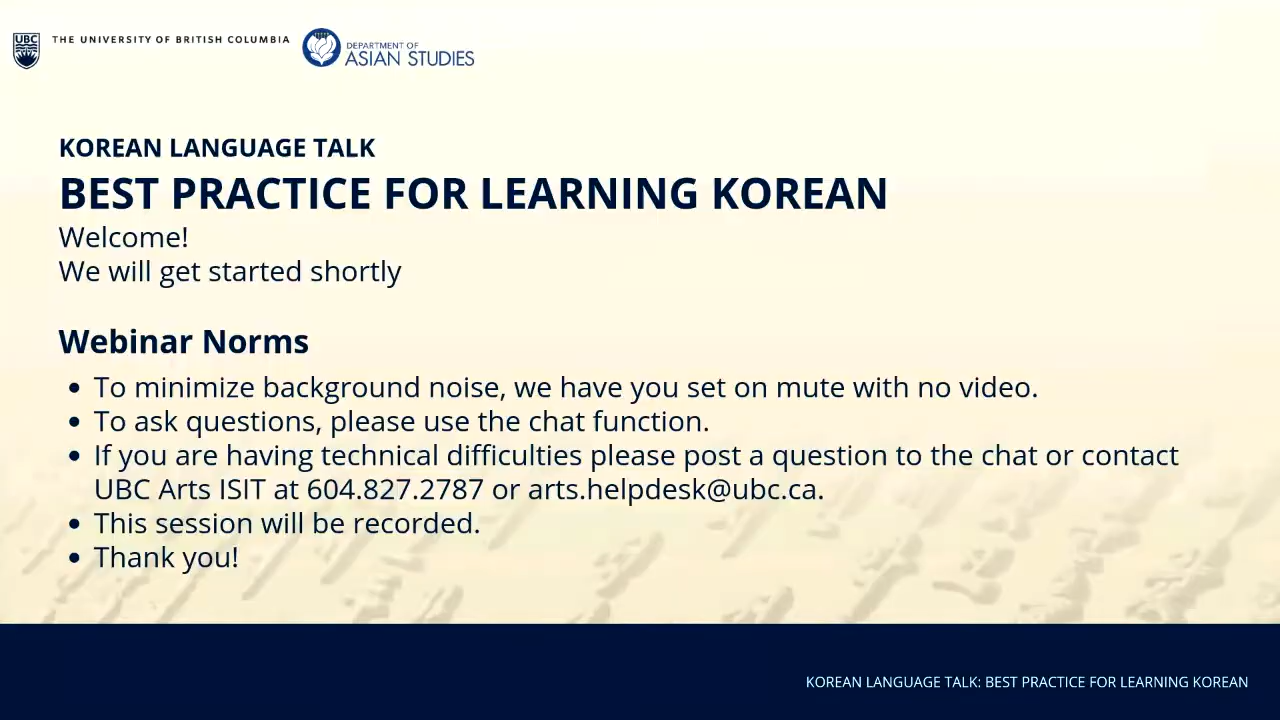 UBC
THE UNIVERSITY OF BRITISH COLUMBIA
DEPARTMENT OF
ASIAN STUDIES
KOREAN LANGUAGE TALK
BEST PRACTICE FOR LEARNING KOREAN
Welcome!
We will get started shortly
Webinar Norms
• To minimize background noise, we have you set on mute with no video.
• To ask questions, please use the chat function.
• If you are having technical difficulties please post a question to the chat or contact
UBC Arts ISIT at 604.827.2787 or arts.helpdesk@ubc.ca.
• This session will be recorded.
• Thank you!
KOREAN LANGUAGE TALK: BEST PRACTICE FOR LEARNING KOREAN